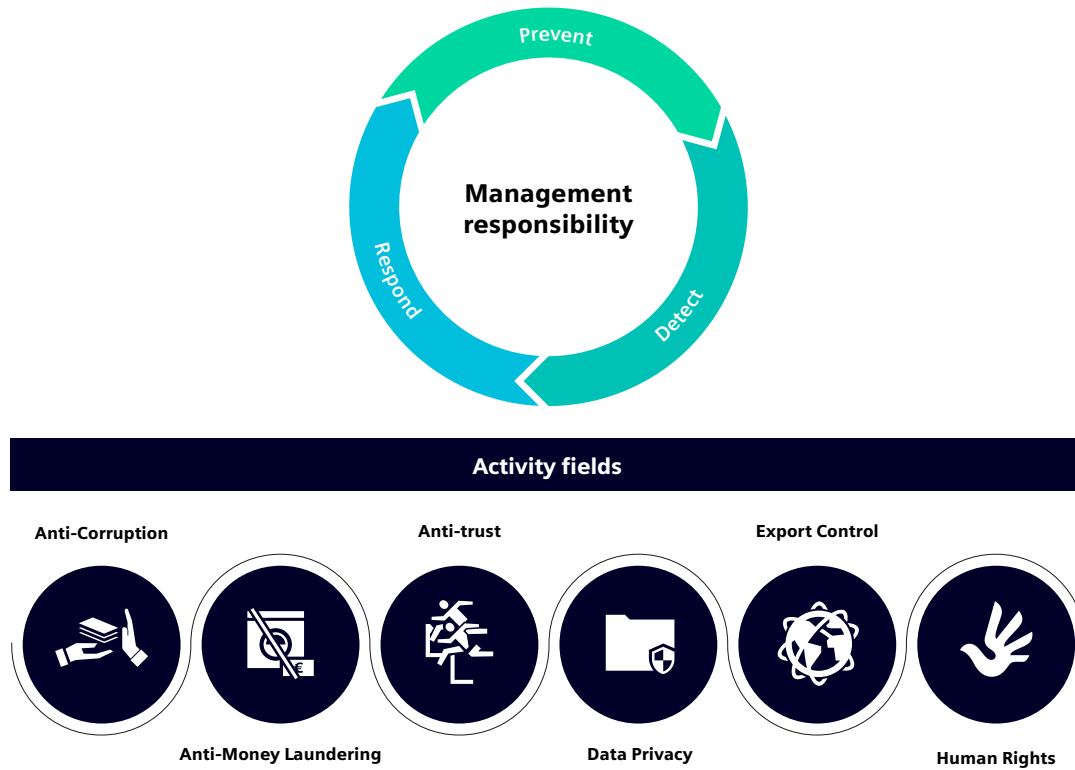 Prevent
Management
responsibility
Respond
Detect
Activity fields
Anti-Corruption
Anti-trust
Export Control
€
Anti-Money Laundering
Data Privacy
Human Rights